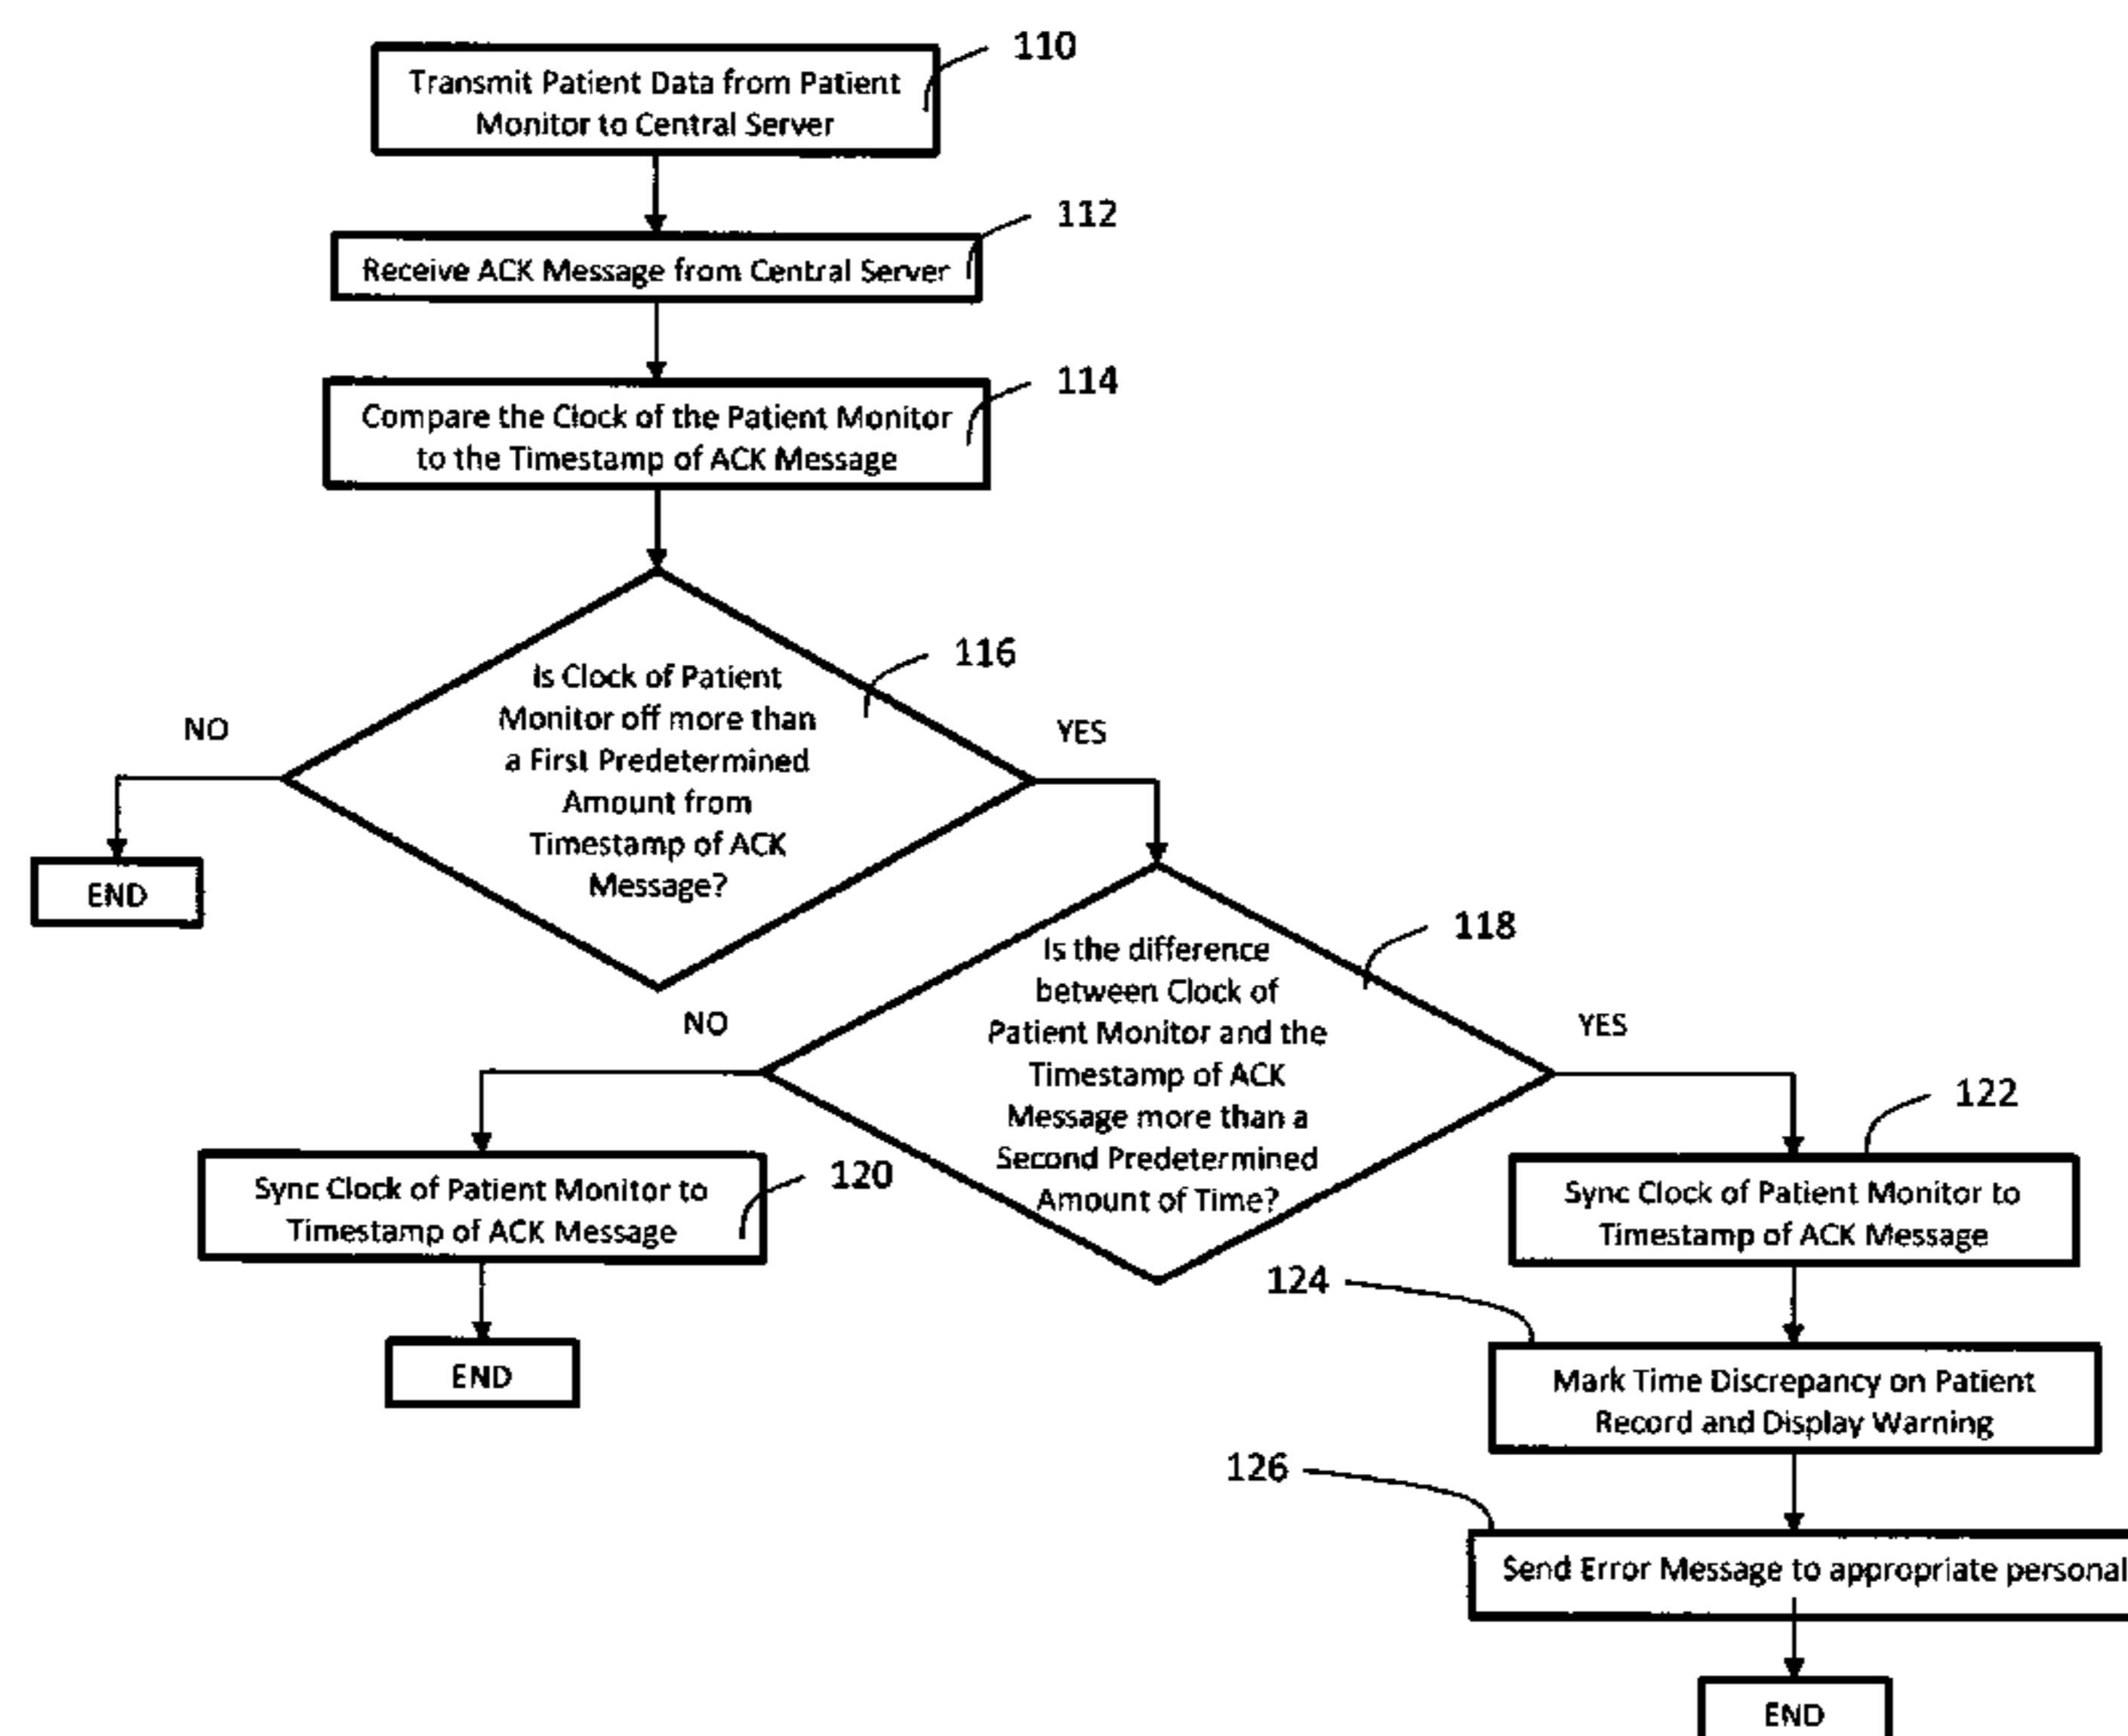 110
Transmit Patient Data from Patient
Monitor to Central Server
112
Receive ACK Message from Central Server
114
Compare the Clock of the Patient Monitor
to the Timestamp of ACK Message
116
Is Clock of Patient
Monitor off more than
a First Predetermined
Amount from
Timestamp of ACK
Message?
NO
YES
END
118
Is the difference
between Clock of
Patient Monitor and the
Timestamp of ACK
Message more than a
Second Predetermined
Amount of Time?
NO
YES
120
Sync Clock of Patient Monitor to
Timestamp of ACK Message
END
122
Sync Clock of Patient Monitor to
Timestamp of ACK Message
124
Mark Time Discrepancy on Patient
Record and Display Warning
126
Send Error Message to appropriate personal
END